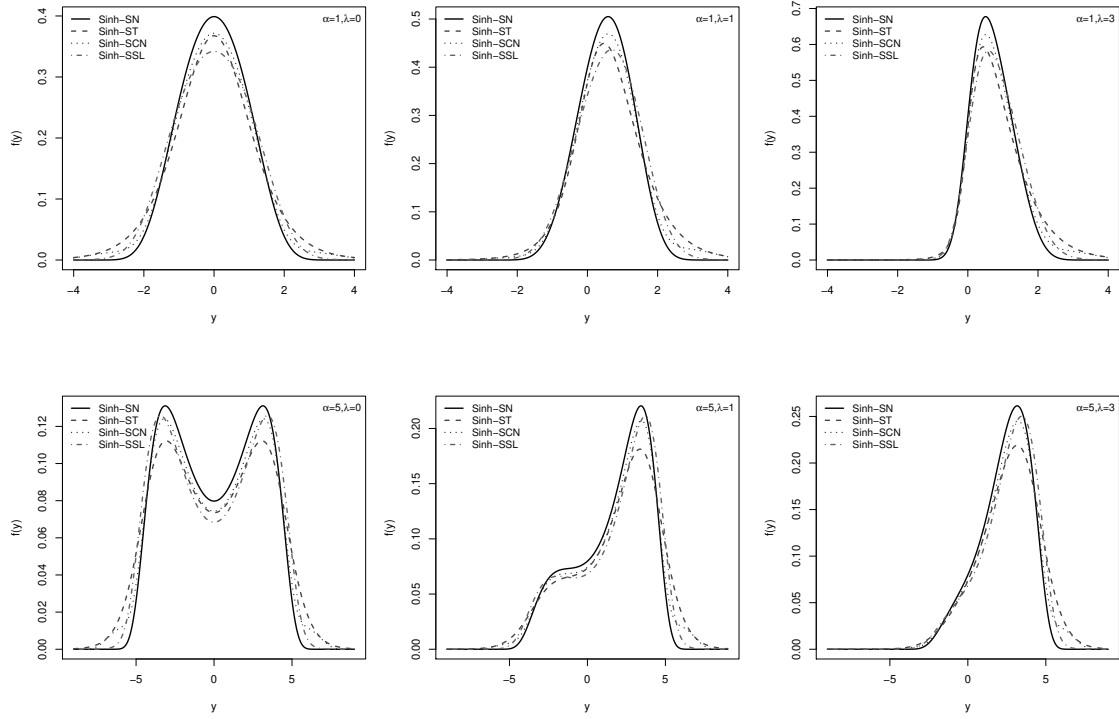 Sinh−SN
Sinh−ST
Sinh−SCN
Sinh−SSL
α=1,λ=0
f(y)
0.0
0.1
0.2
0.3
0.4
−4
−2
0
2
4
y
Sinh−SN
Sinh−ST
Sinh−SCN
Sinh−SSL
α=1,λ=1
f(y)
0.0
0.1
0.2
0.3
0.4
0.5
−4
−2
0
2
4
y
Sinh−SN
Sinh−ST
Sinh−SCN
Sinh−SSL
α=1,λ=3
f(y)
0.0
0.1
0.2
0.3
0.4
0.5
0.6
0.7
−4
−2
0
2
4
y
Sinh−SN
Sinh−ST
Sinh−SCN
Sinh−SSL
α=5,λ=0
f(y)
0.00
0.02
0.04
0.06
0.08
0.10
0.12
−5
0
5
y
Sinh−SN
Sinh−ST
Sinh−SCN
Sinh−SSL
α=5,λ=1
f(y)
0.00
0.05
0.10
0.15
0.20
−5
0
5
y
Sinh−SN
Sinh−ST
Sinh−SCN
Sinh−SSL
α=5,λ=3
f(y)
0.00
0.05
0.10
0.15
0.20
0.25
−5
0
5
y